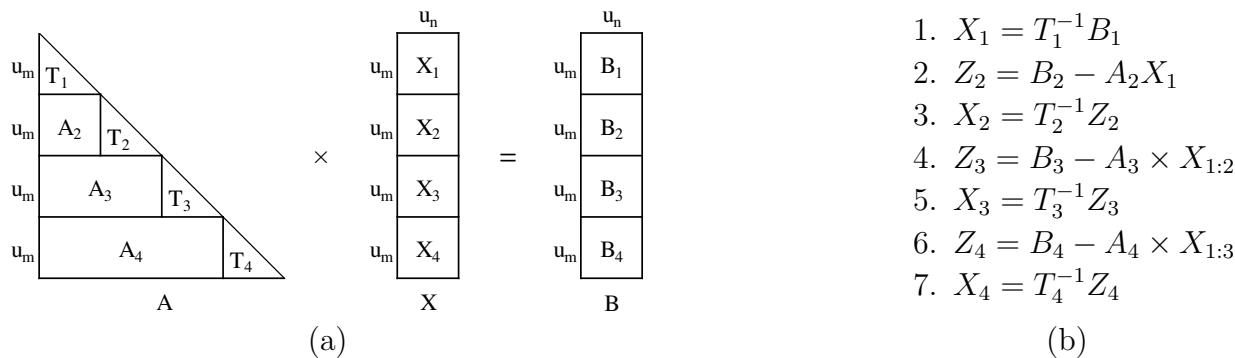 u_n u_n
u_m T_1 u_m X_1 u_m B_1
u_m A_2 T_2 u_m X_2 u_m B_2
× =
u_m A_3 T_3 u_m X_3 u_m B_3
u_m A_4 T_4 u_m X_4 u_m B_4
A X B
(a)
1. X_1 = T_1^{-1} B_1
2. Z_2 = B_2 − A_2 X_1
3. X_2 = T_2^{-1} Z_2
4. Z_3 = B_3 − A_3 × X_{1:2}
5. X_3 = T_3^{-1} Z_3
6. Z_4 = B_4 − A_4 × X_{1:3}
7. X_4 = T_4^{-1} Z_4
(b)